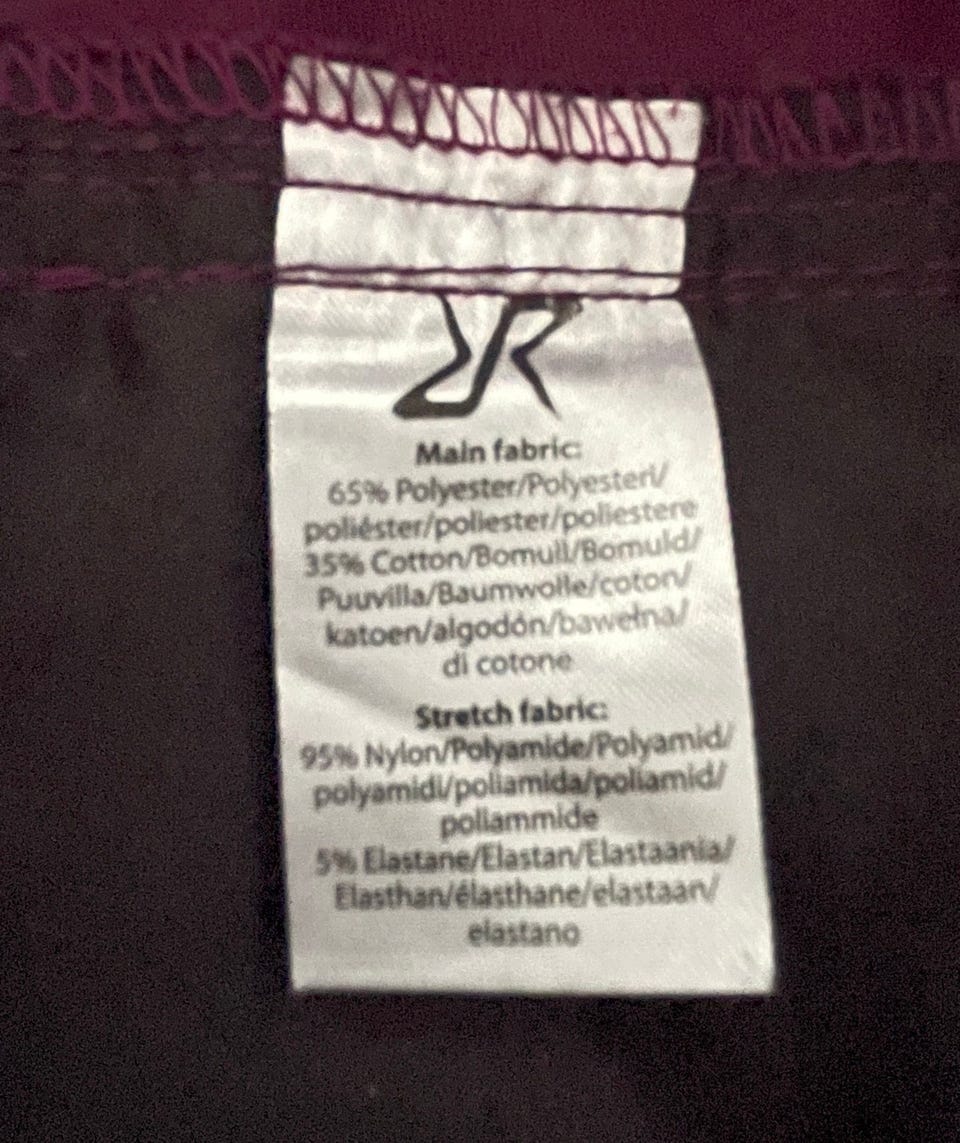 Main fabric:
65% Polyester/Polyesteri/
poliéster/poliester/poliestere
35% Cotton/Bomull/Bomuld/
Puuvilla/Baumwolle/coton/
katoen/algodón/bawełna/
di cotone
Stretch fabric:
95% Nylon/Polyamide/Polyamid/
polyamidi/poliamida/poliamid/
poliammide
5% Elastane/Elastan/Elastaania/
Elasthan/élasthane/elastaan/
elastano